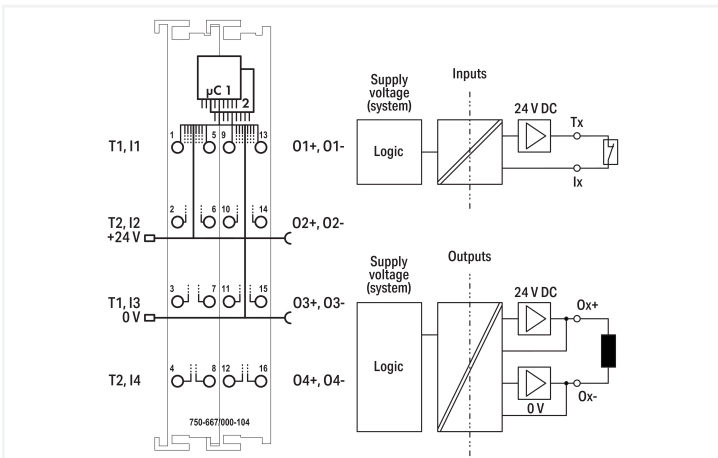 µC 1
2
1 5 9 13
T1, I1
O1+, O1-
2 6 10 14
T2, I2
O2+, O2-
+24 V
3 7 11 15
T1, I3
O3+, O3-
0 V
4 8 12 16
T2, I4
O4+, O4-
750-667/000-104
Supply
voltage
(system)
Inputs
24 V DC
Tx
Logic
Ix
Supply
voltage
(system)
Outputs
24 V DC
Ox+
Logic
Ox-
0 V